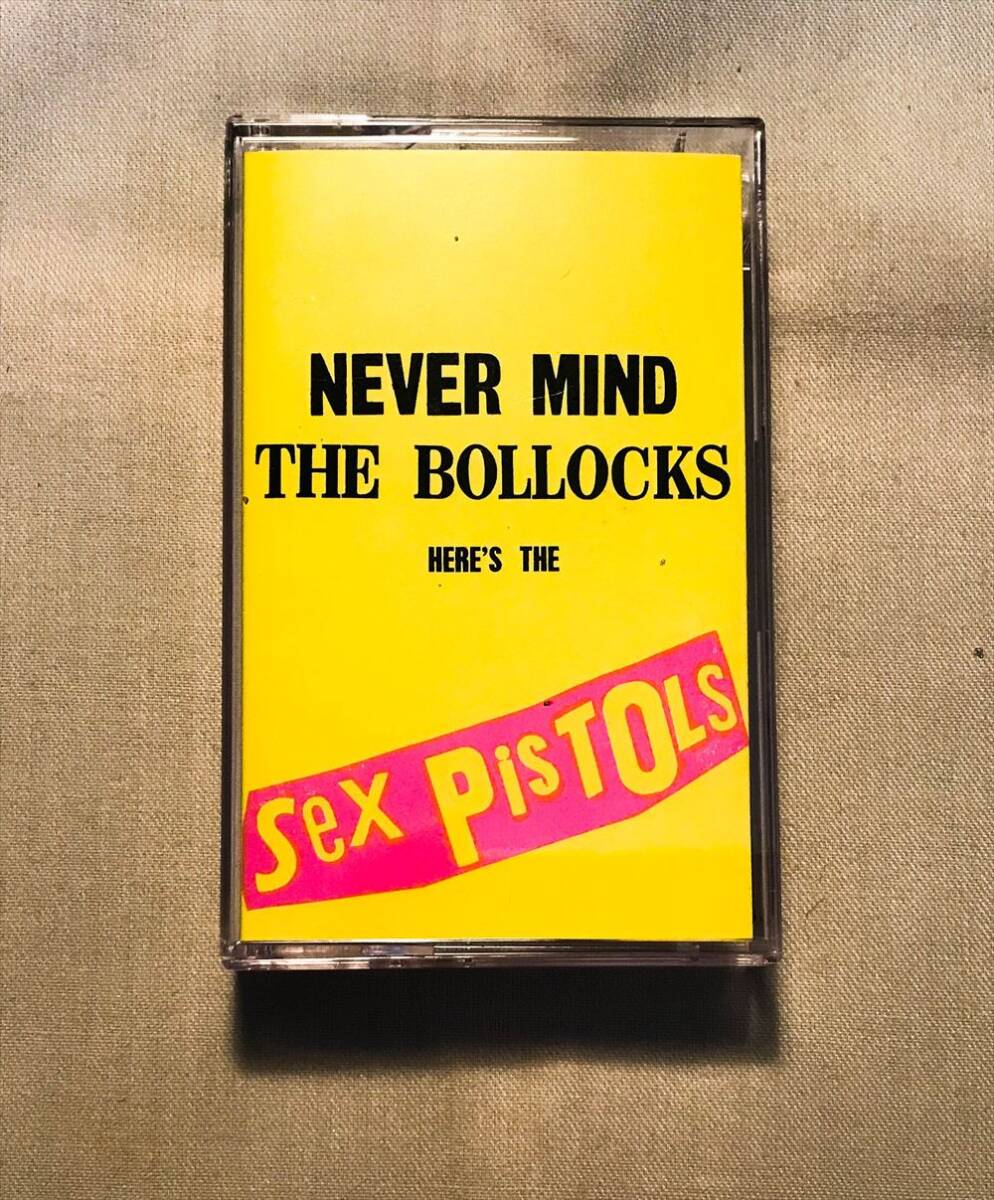 NEVER MIND
THE BOLLOCKS
HERE'S THE
SeX PiSTOLS